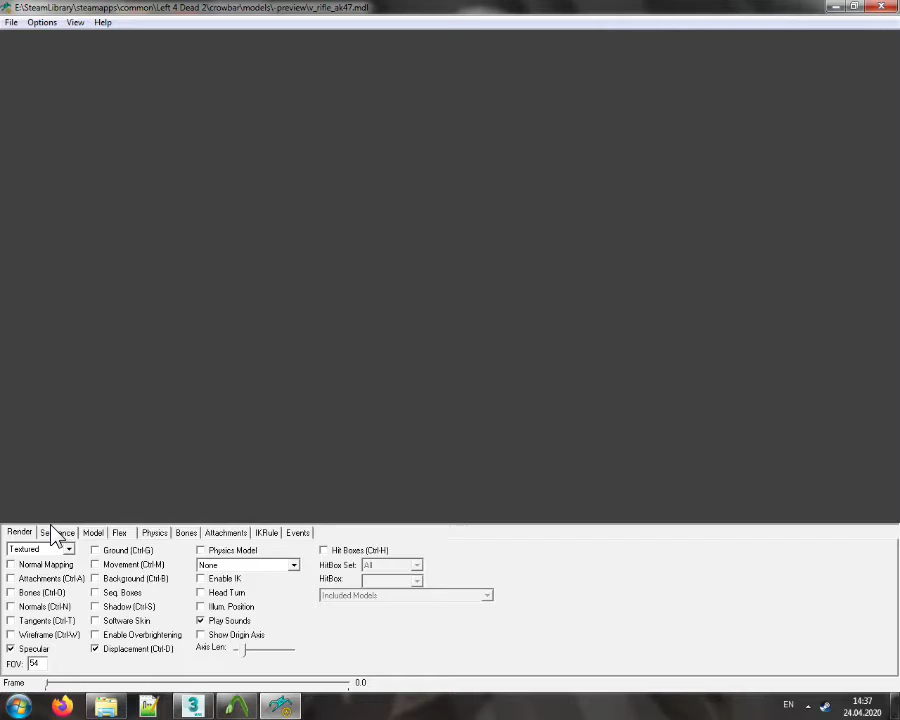 E:\SteamLibrary\steamapps\common\Left 4 Dead 2\crowbar\models\-preview\v_rifle_ak47.mdl
File Options View Help
Render Sequence Model Flex Physics Bones Attachments IKRule Events
Textured Ground (Ctrl-G) Physics Model Hit Boxes (Ctrl-H)
Normal Mapping Movement (Ctrl-M) None HitBox Set: All
Attachments (Ctrl-A) Background (Ctrl-B) Enable IK HitBox:
Bones (Ctrl-O) Seq. Boxes Head Turn Included Models
Normals (Ctrl-N) Shadow (Ctrl-S) Illum. Position
Tangents (Ctrl-T) Software Skin Play Sounds
Wireframe (Ctrl-W) Enable Overbrightening Show Origin Axis
Specular Displacement (Ctrl-D) Axis Len:
FOV: 54
Frame 0.0
3
EN 14:37
24.04.2020